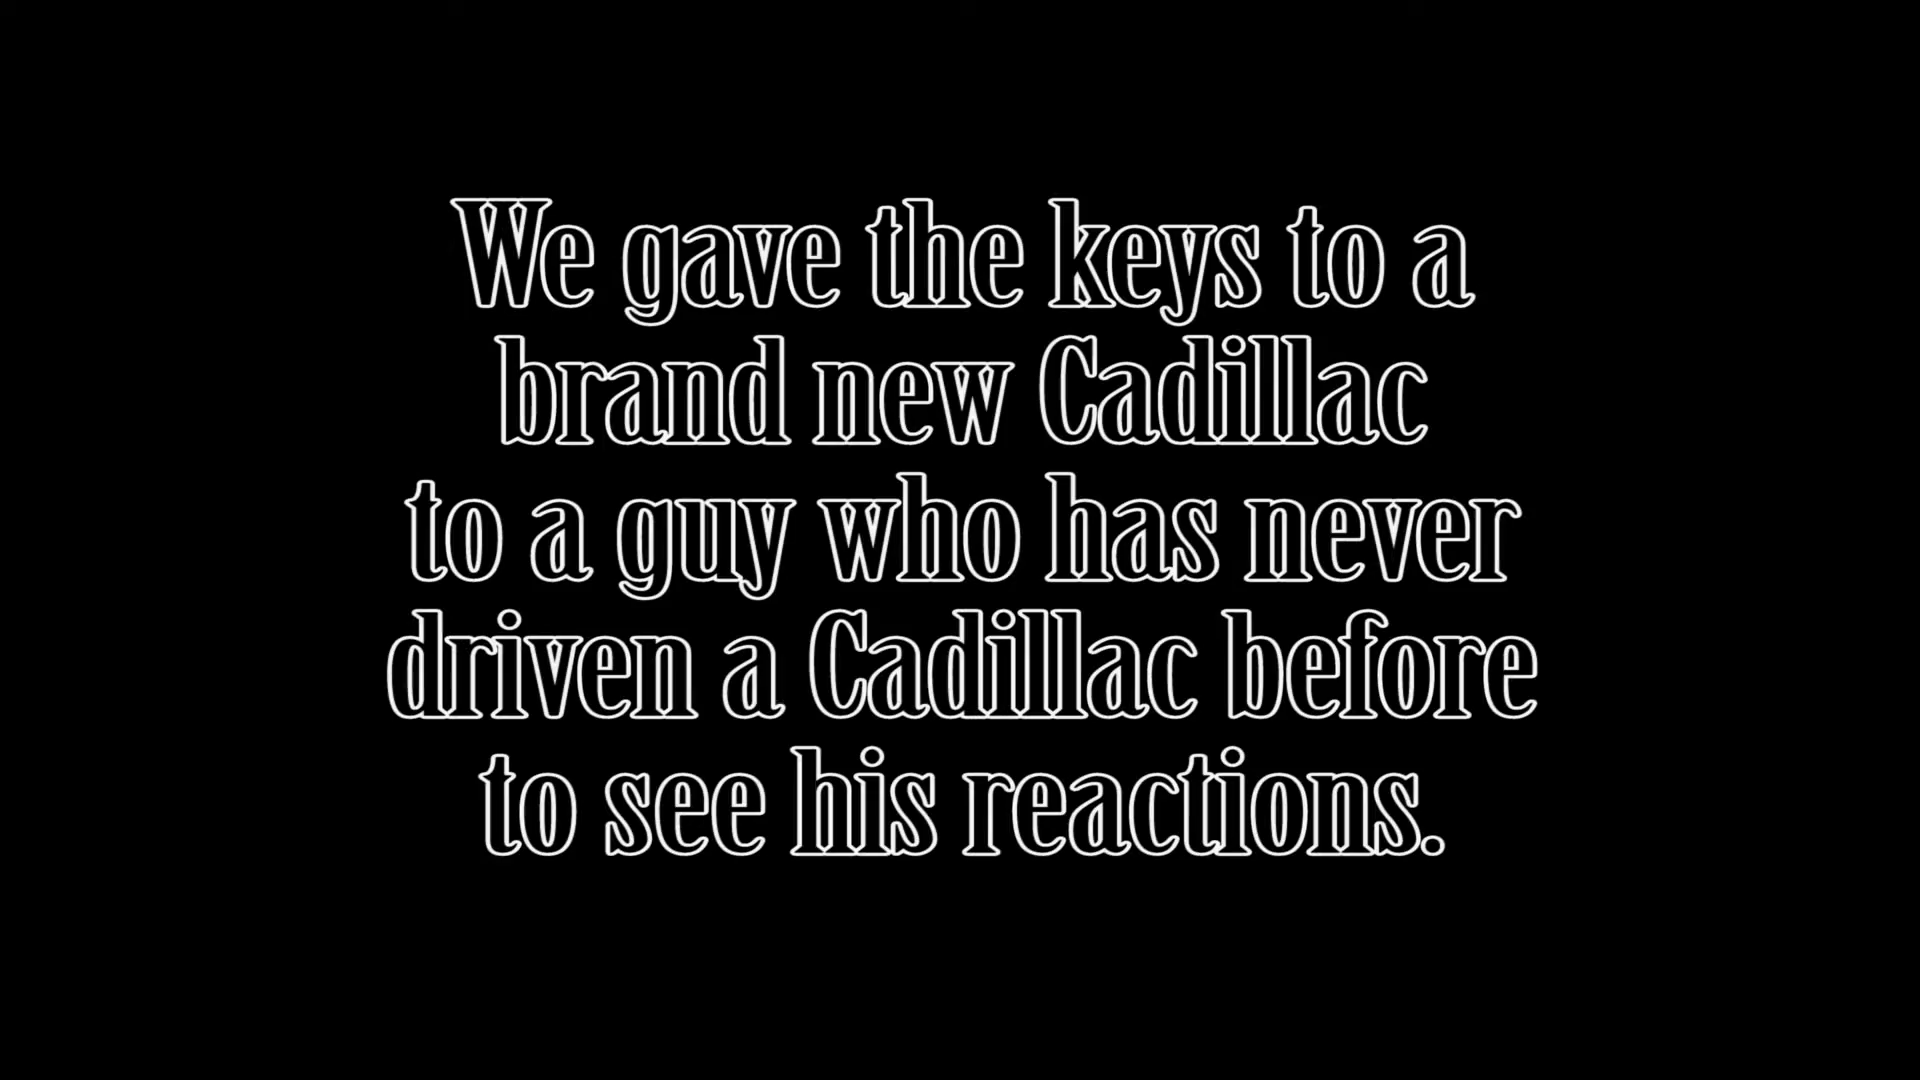 We gave the keys to a
brand new Cadillac
to a guy who has never
driven a Cadillac before
to see his reactions.